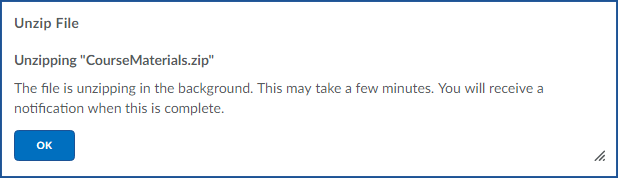 Unzip File
Unzipping "CourseMaterials.zip"
The file is unzipping in the background. This may take a few minutes. You will receive a
notification when this is complete.
OK